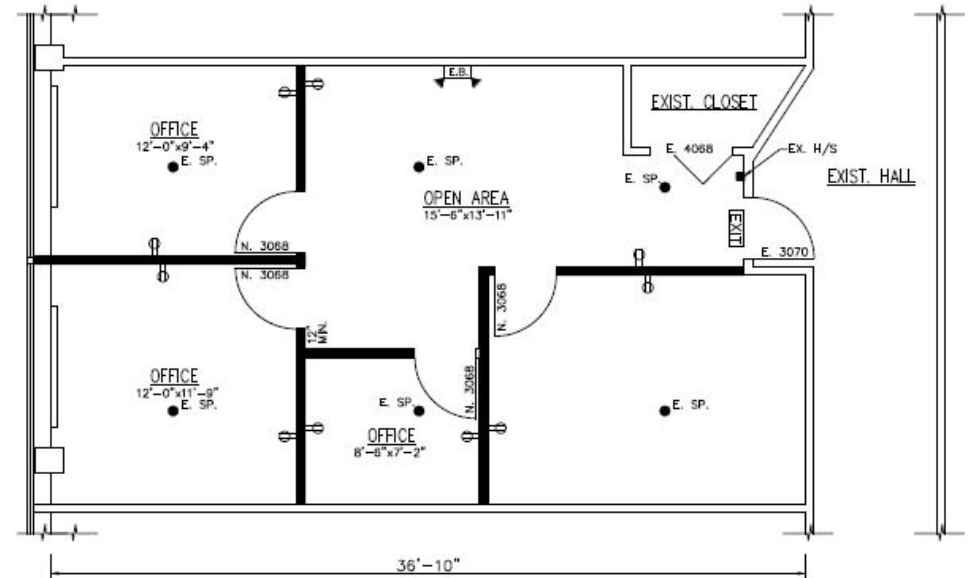 E.B.
EXIST. CLOSET
OFFICE
12'-0"x9'-4"
E. SP.
E. SP.
E. 4068
EX. H/S
E. SP.
EXIST. HALL
OPEN AREA
15'-6"x13'-11"
EXIT
N. 3068
E. 3070
N. 3068
N. 3068
12"
MIN.
N. 3068
OFFICE
12'-0"x11'-9"
E. SP.
E. SP.
E. SP.
OFFICE
8'-6"x7'-2"
36'-10"